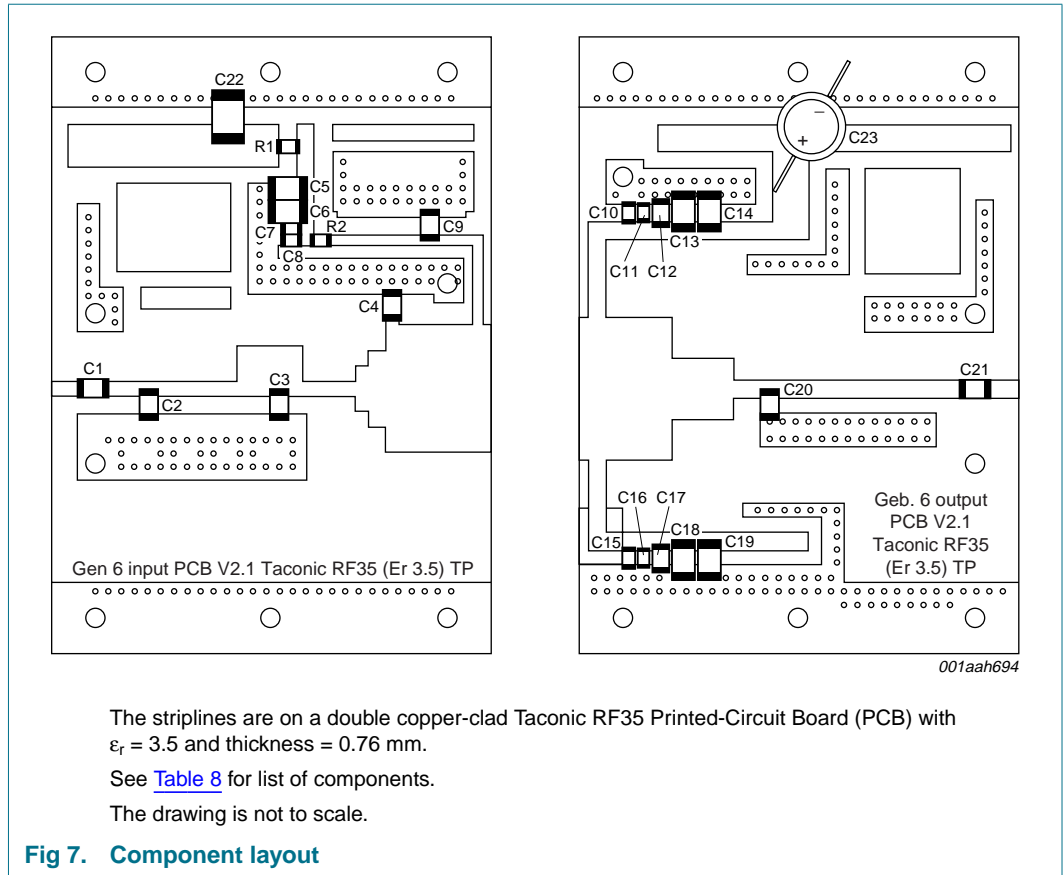 C22
R1
C5
C6
C7
R2
C9
C8
C4
C1
C3
C2
Gen 6 input PCB V2.1 Taconic RF35 (Er 3.5) TP
−
+
C23
C10
C14
C13
C11 C12
C21
C20
C16 C17
C18
C15
C19
Geb. 6 output
PCB V2.1
Taconic RF35
(Er 3.5) TP
001aah694
The striplines are on a double copper-clad Taconic RF35 Printed-Circuit Board (PCB) with
εr = 3.5 and thickness = 0.76 mm.
See Table 8 for list of components.
The drawing is not to scale.
Fig 7. Component layout